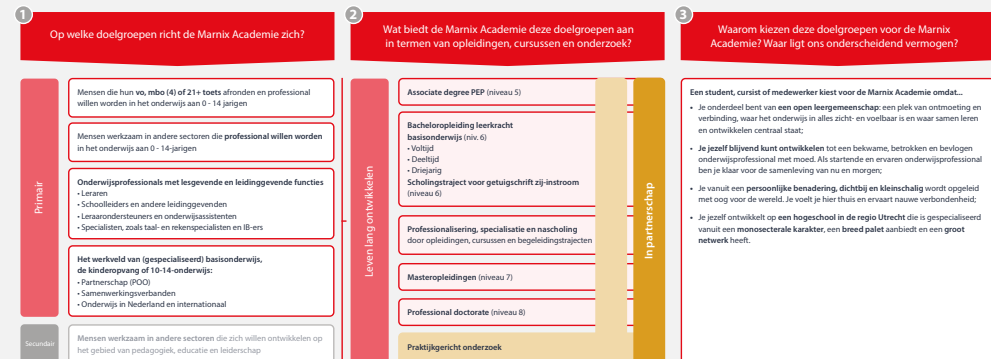 1
Op welke doelgroepen richt de Marnix Academie zich?
Primair
Mensen die hun vo, mbo (4) of 21+ toets afronden en professional
willen worden in het onderwijs aan 0 - 14 jarigen
Mensen werkzaam in andere sectoren die professional willen worden
in het onderwijs aan 0 - 14-jarigen
Onderwijsprofessionals met lesgevende en leidinggevende functies
• Leraren
• Schoolleiders en andere leidinggevenden
• Leraarondersteuners en onderwijsassistenten
• Specialisten, zoals taal- en rekenspecialisten en IB-ers
Het werkveld van (gespecialiseerd) basisonderwijs,
de kinderopvang of 10-14-onderwijs:
• Partnerschap (POO)
• Samenwerkingsverbanden
• Onderwijs in Nederland en internationaal
Secundair
Mensen werkzaam in andere sectoren die zich willen ontwikkelen op
het gebied van pedagogiek, educatie en leiderschap
2
Wat biedt de Marnix Academie deze doelgroepen aan
in termen van opleidingen, cursussen en onderzoek?
Leven lang ontwikkelen
Associate degree PEP (niveau 5)
Bacheloropleiding leerkracht
basisonderwijs (niv. 6)
• Voltijd
• Deeltijd
• Driejarig
Scholingstraject voor getuigschrift zij-instroom
(niveau 6)
Professionalisering, specialisatie en nascholing
door opleidingen, cursussen en begeleidingstrajecten
Masteropleidingen (niveau 7)
Professional doctorate (niveau 8)
Praktijkgericht onderzoek
In partnerschap
3
Waarom kiezen deze doelgroepen voor de Marnix
Academie? Waar ligt ons onderscheidend vermogen?
Een student, cursist of medewerker kiest voor de Marnix Academie omdat...
• Je onderdeel bent van een open leergemeenschap: een plek van ontmoeting en
verbinding, waar het onderwijs in alles zicht- en voelbaar is en waar samen leren
en ontwikkelen centraal staat;
• Je jezelf blijvend kunt ontwikkelen tot een bekwame, betrokken en bevlogen
onderwijsprofessional met moed. Als startende en ervaren onderwijsprofessional
ben je klaar voor de samenleving van nu en morgen;
• Je vanuit een persoonlijke benadering, dichtbij en kleinschalig wordt opgeleid
met oog voor de wereld. Je voelt je hier thuis en ervaart nauwe verbondenheid;
• Je jezelf ontwikkelt op een hogeschool in de regio Utrecht die is gespecialiseerd
vanuit een monosecterale karakter, een breed palet aanbiedt en een groot
netwerk heeft.